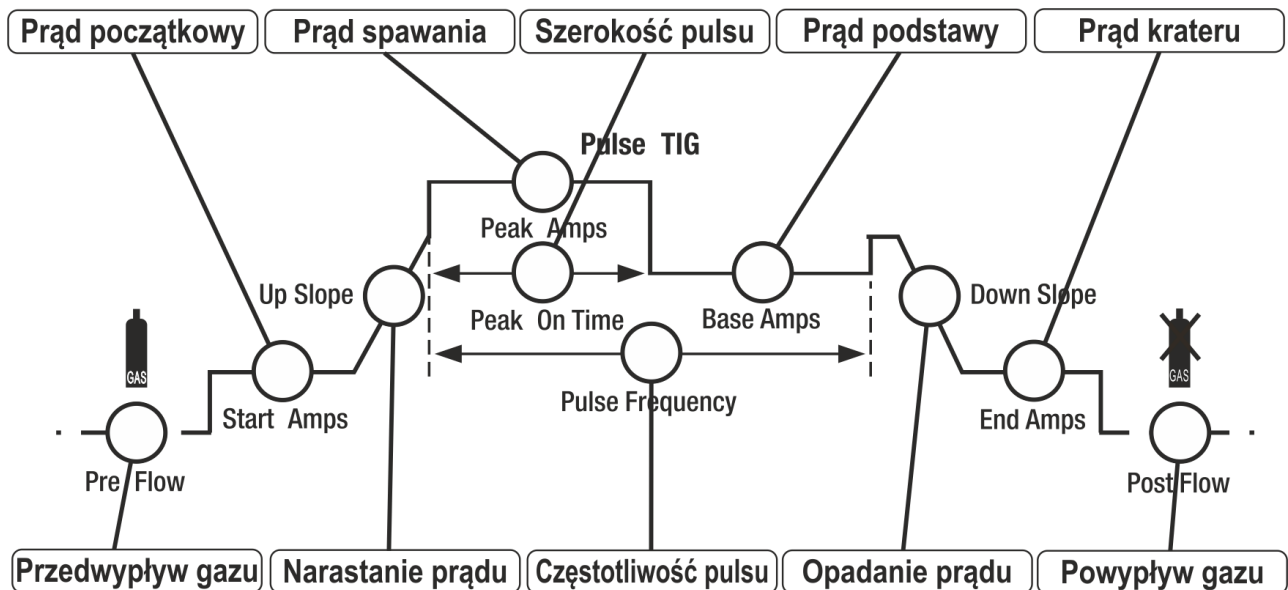 Prąd początkowy
Prąd spawania
Szerokość pulsu
Prąd podstawy
Prąd krateru
Pulse TIG
Peak Amps
Up Slope
Down Slope
Peak On Time
Base Amps
GAS
GAS
Pulse Frequency
Start Amps
End Amps
Pre Flow
Post Flow
Przedwypływ gazu
Narastanie prądu
Częstotliwość pulsu
Opadanie prądu
Powypływ gazu